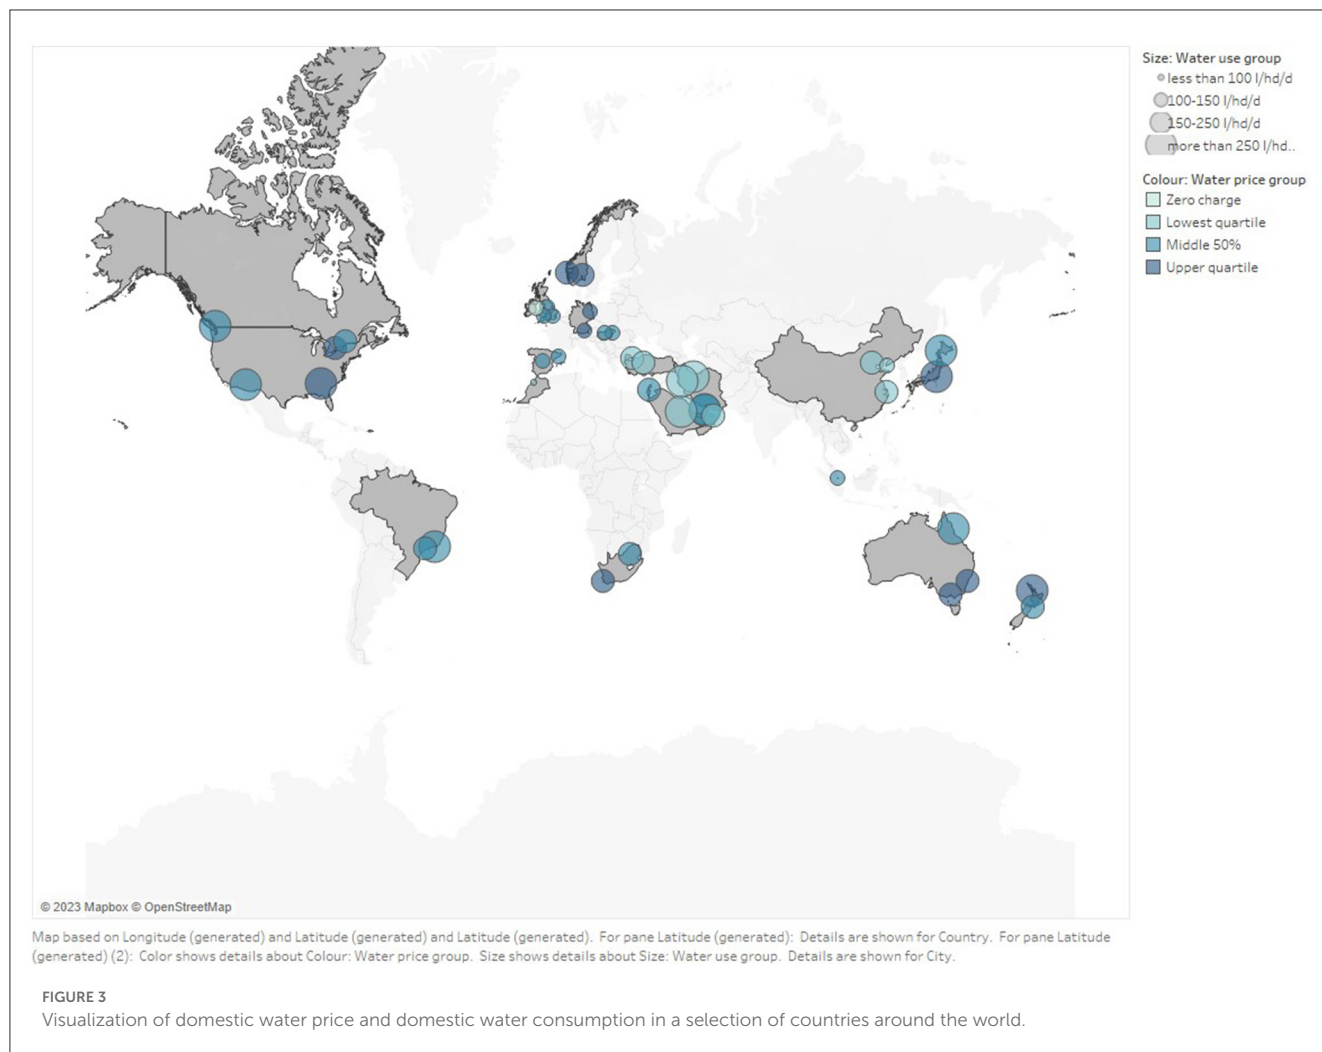 Size: Water use group
less than 100 l/hd/d
100-150 l/hd/d
150-250 l/hd/d
more than 250 l/hd..
Colour: Water price group
Zero charge
Lowest quartile
Middle 50%
Upper quartile
© 2023 Mapbox © OpenStreetMap
Map based on Longitude (generated) and Latitude (generated) and Latitude (generated). For pane Latitude (generated): Details are shown for Country. For pane Latitude
(generated) (2): Color shows details about Colour: Water price group. Size shows details about Size: Water use group. Details are shown for City.
FIGURE 3
Visualization of domestic water price and domestic water consumption in a selection of countries around the world.